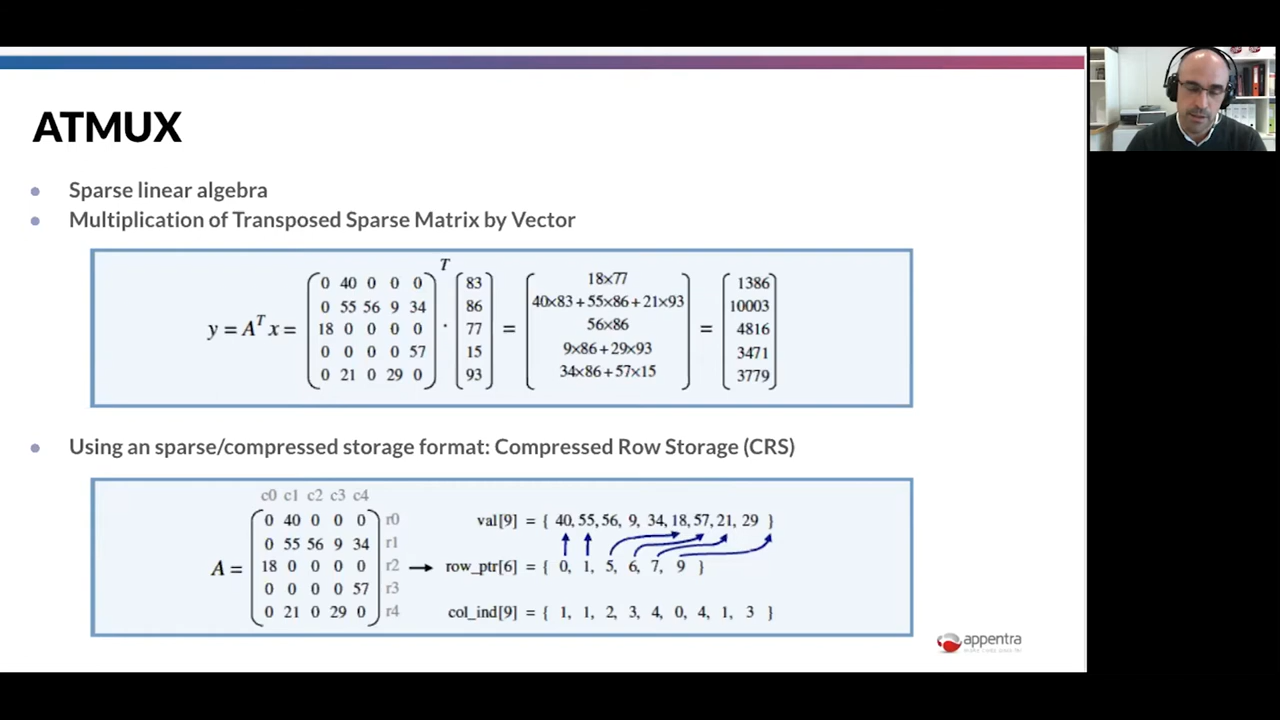 ATMUX
Sparse linear algebra
Multiplication of Transposed Sparse Matrix by Vector
T
0 40 0 0 0
0 55 56 9 34
18 0 0 0 0
0 0 0 0 57
0 21 0 29 0
83
86
77
15
93
y = Aᵀ x = · = =
18×77
40×83 + 55×86 + 21×93
56×86
9×86 + 29×93
34×86 + 57×15
1386
10003
4816
3471
3779
Using an sparse/compressed storage format: Compressed Row Storage (CRS)
c0 c1 c2 c3 c4
0 40 0 0 0 r0
0 55 56 9 34 r1
A = 18 0 0 0 0 r2
0 0 0 0 57 r3
0 21 0 29 0 r4
val[9] = { 40, 55, 56, 9, 34, 18, 57, 21, 29 }
row_ptr[6] = { 0, 1, 5, 6, 7, 9 }
col_ind[9] = { 1, 1, 2, 3, 4, 0, 4, 1, 3 }
appentra